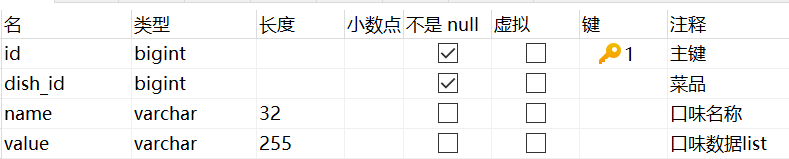 名 类型 长度 小数点 不是 null 虚拟 键 注释
id bigint 1 主键
dish_id bigint 菜品
name varchar 32 口味名称
value varchar 255 口味数据list